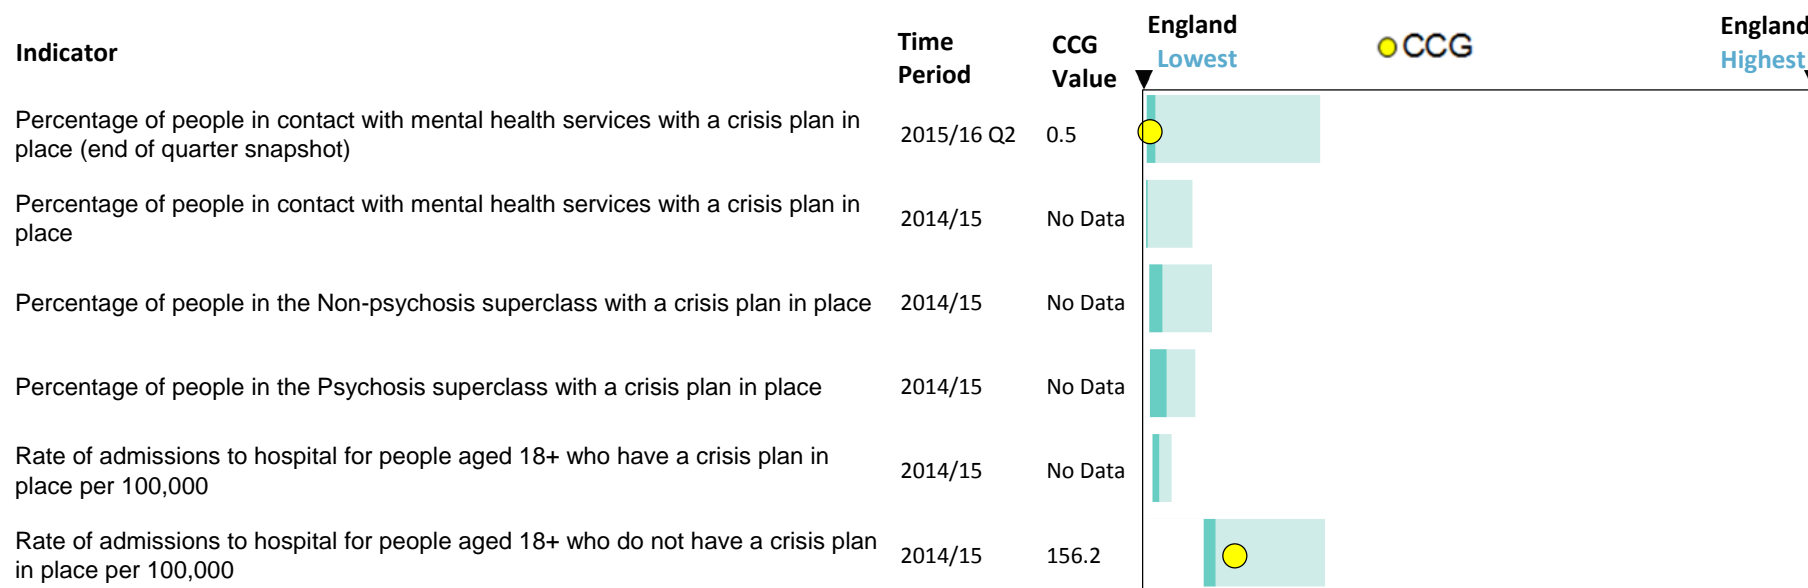 Indicator
Time Period
CCG Value
England Lowest
CCG
England Highest
Percentage of people in contact with mental health services with a crisis plan in
place (end of quarter snapshot)
2015/16 Q2
0.5
Percentage of people in contact with mental health services with a crisis plan in
place
2014/15
No Data
Percentage of people in the Non-psychosis superclass with a crisis plan in place
2014/15
No Data
Percentage of people in the Psychosis superclass with a crisis plan in place
2014/15
No Data
Rate of admissions to hospital for people aged 18+ who have a crisis plan in
place per 100,000
2014/15
No Data
Rate of admissions to hospital for people aged 18+ who do not have a crisis plan
in place per 100,000
2014/15
156.2